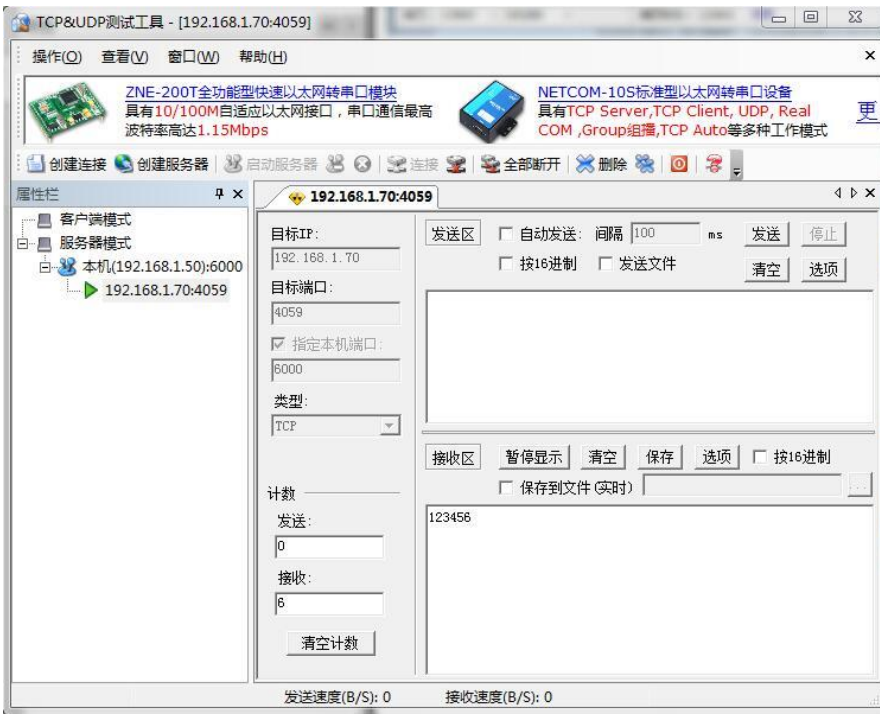 TCP&UDP测试工具 - [192.168.1.70:4059]
操作(O) 查看(V) 窗口(W) 帮助(H)
ZNE-200T全功能型快速以太网转串口模块
具有10/100M自适应以太网接口，串口通信最高
波特率高达1.15Mbps
NETCOM-10S标准型以太网转串口设备
具有TCP Server,TCP Client, UDP, Real
COM ,Group组播,TCP Auto等多种工作模式
更
创建连接 创建服务器 启动服务器 连接 全部断开 删除
属性栏
客户端模式
服务器模式
本机(192.168.1.50):6000
192.168.1.70:4059
192.168.1.70:4059
目标IP:
192.168.1.70
目标端口:
4059
指定本机端口:
6000
类型:
TCP
计数
发送:
0
接收:
6
清空计数
发送区 自动发送: 间隔 100 ms 发送 停止
按16进制 发送文件 清空 选项
接收区 暂停显示 清空 保存 选项 按16进制
保存到文件(实时) ...
123456
发送速度(B/S): 0 接收速度(B/S): 0